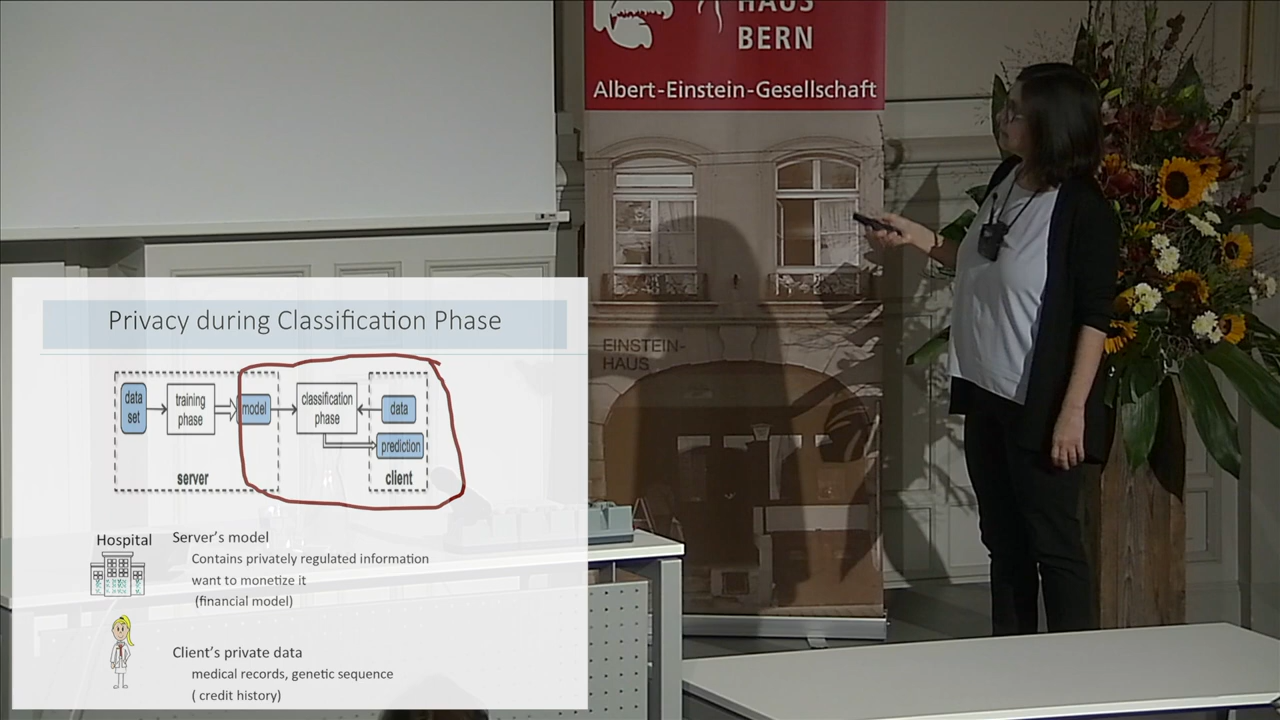 HAUS
BERN
Albert-Einstein-Gesellschaft
EINSTEIN-
HAUS
Privacy during Classification Phase
data
set
training
phase
model
classification
phase
data
prediction
server
client
Hospital
Server's model
Contains privately regulated information
want to monetize it
(financial model)
Client's private data
medical records, genetic sequence
( credit history)